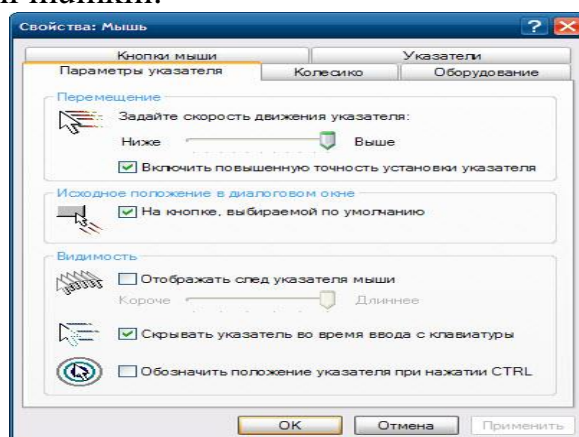 Свойства: Мышь
Кнопки мыши Указатели
Параметры указателя Колесико Оборудование
Перемещение
Задайте скорость движения указателя:
Ниже Выше
Включить повышенную точность установки указателя
Исходное положение в диалоговом окне
На кнопке, выбираемой по умолчанию
Видимость
Отображать след указателя мыши
Короче Длиннее
Скрывать указатель во время ввода с клавиатуры
Обозначить положение указателя при нажатии CTRL
OK Отмена Применить